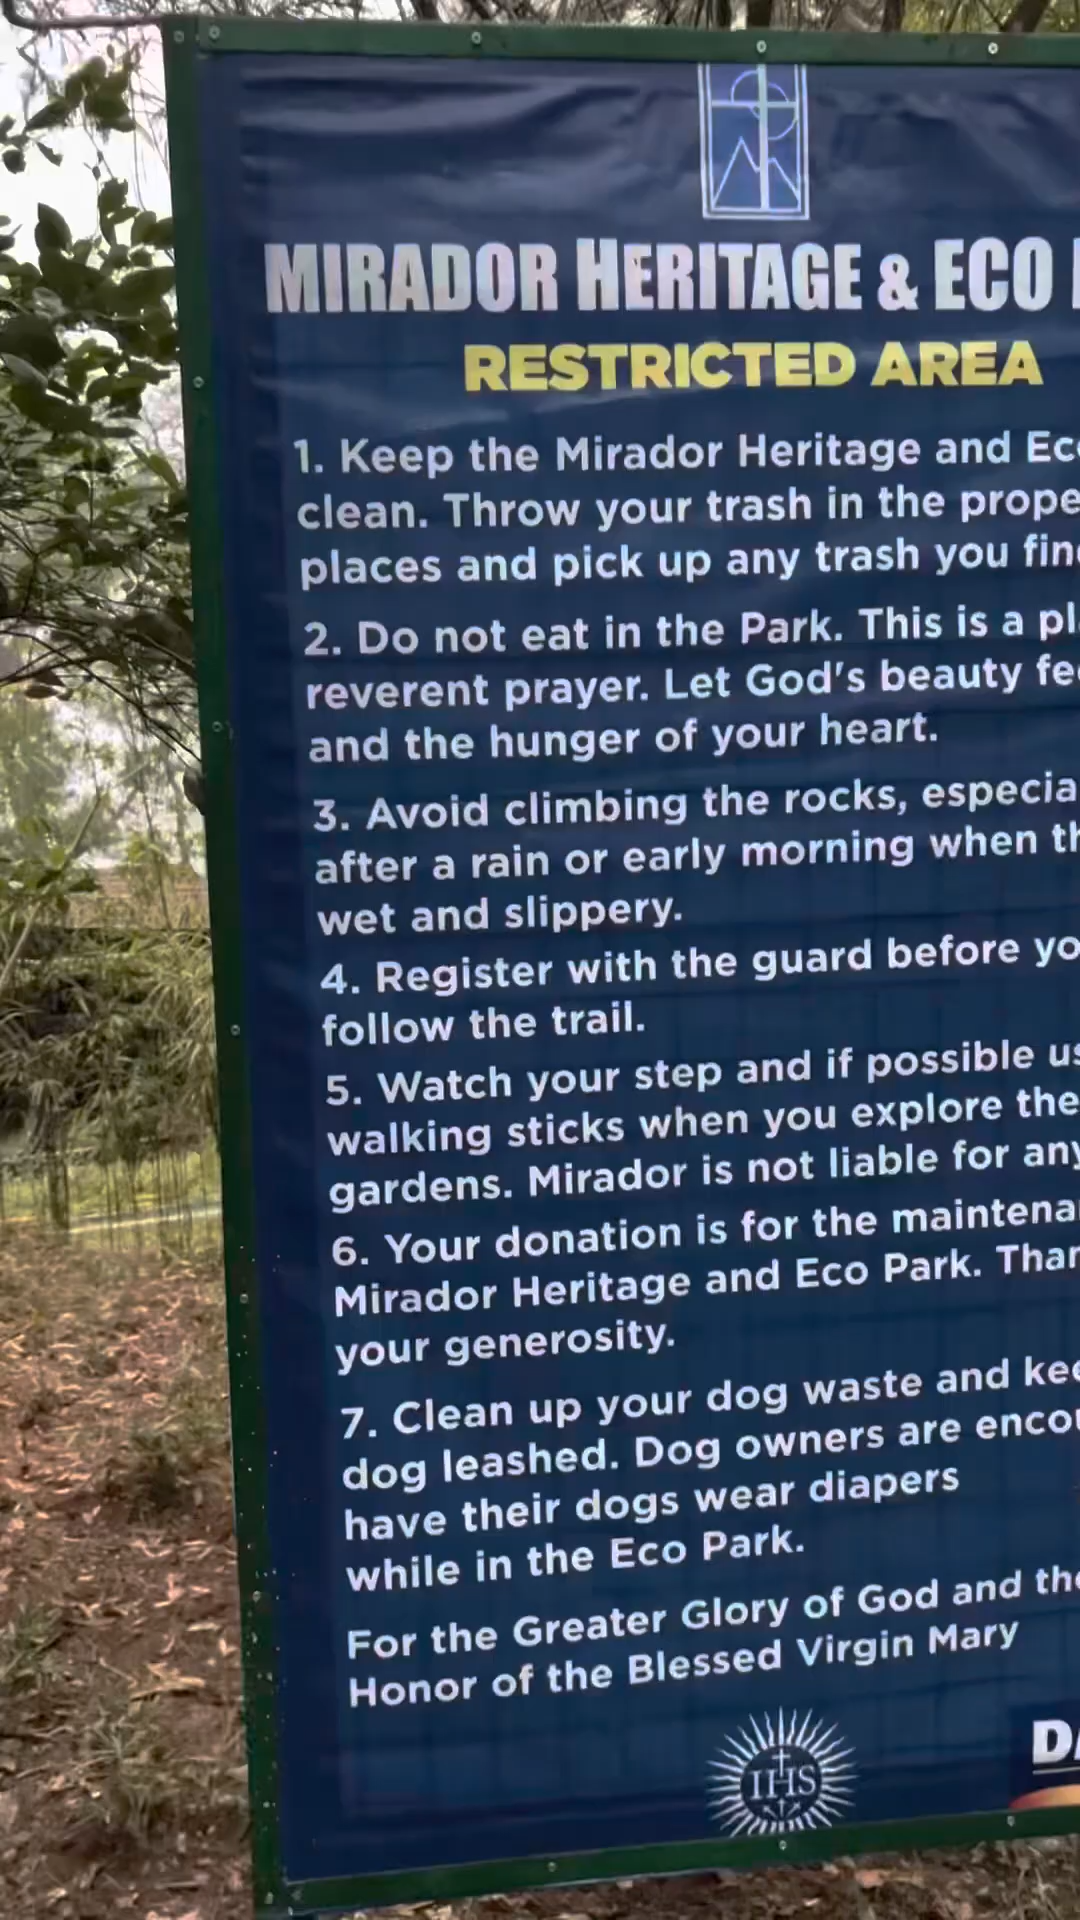 MIRADOR HERITAGE & ECO
RESTRICTED AREA
1. Keep the Mirador Heritage and
clean. Throw your trash in the
places and pick up any trash you
2. Do not eat in the Park. This is a
reverent prayer. Let God's beauty
and the hunger of your heart.
3. Avoid climbing the rocks,
after a rain or early morning when
wet and slippery.
4. Register with the guard before
follow the trail.
5. Watch your step and if possible
walking sticks when you explore the
gardens. Mirador is not liable for
6. Your donation is for the
Mirador Heritage and Eco Park.
your generosity.
7. Clean up your dog waste and
dog leashed. Dog owners are
have their dogs wear diapers
while in the Eco Park.
For the Greater Glory of God and
Honor of the Blessed Virgin Mary
IHS